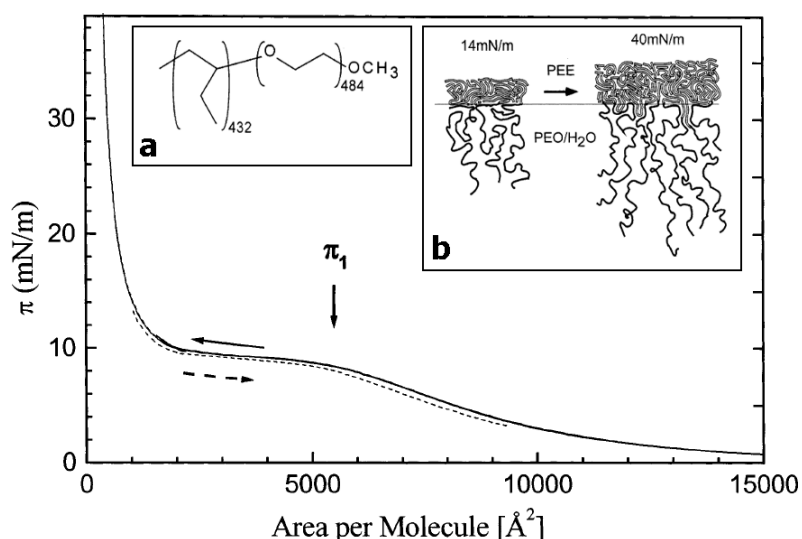 14mN/m
40mN/m
PEE
PEO/H₂O
b
O
OCH₃
484
432
a
π₁
30
20
10
0
π (mN/m)
0
5000
10000
15000
Area per Molecule [Å²]